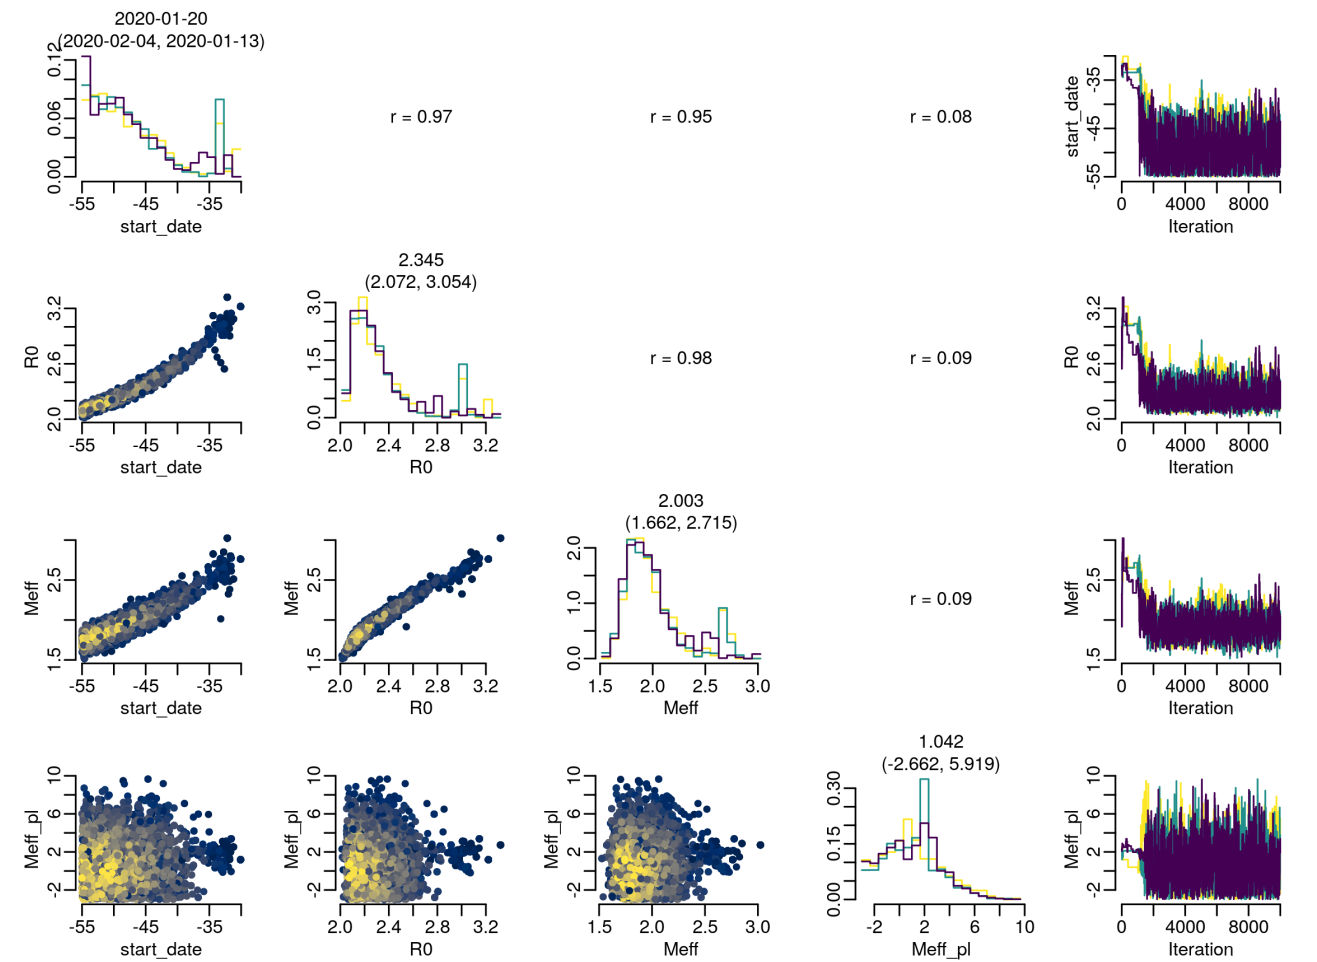 2020-01-20
(2020-02-04, 2020-01-13)
0.00 0.06 0.12
-55 -45 -35
start_date
r = 0.97
r = 0.95
r = 0.08
start_date
-55 -45 -35
0 4000 8000
Iteration
R0
2.0 2.6 3.2
-55 -45 -35
start_date
2.345
(2.072, 3.054)
0.0 1.5 3.0
2.0 2.4 2.8 3.2
R0
r = 0.98
r = 0.09
R0
2.0 2.6 3.2
0 4000 8000
Iteration
Meff
1.5 2.5
-55 -45 -35
start_date
Meff
1.5 2.5
2.0 2.4 2.8 3.2
R0
2.003
(1.662, 2.715)
0.0 1.0 2.0
1.5 2.0 2.5 3.0
Meff
r = 0.09
Meff
1.5 2.5
0 4000 8000
Iteration
Meff_pl
-2 2 6 10
-55 -45 -35
start_date
Meff_pl
-2 2 6 10
2.0 2.4 2.8 3.2
R0
Meff_pl
-2 2 6 10
1.5 2.0 2.5 3.0
Meff
1.042
(-2.662, 5.919)
0.00 0.15 0.30
-2 2 6 10
Meff_pl
Meff_pl
-2 2 6 10
0 4000 8000
Iteration